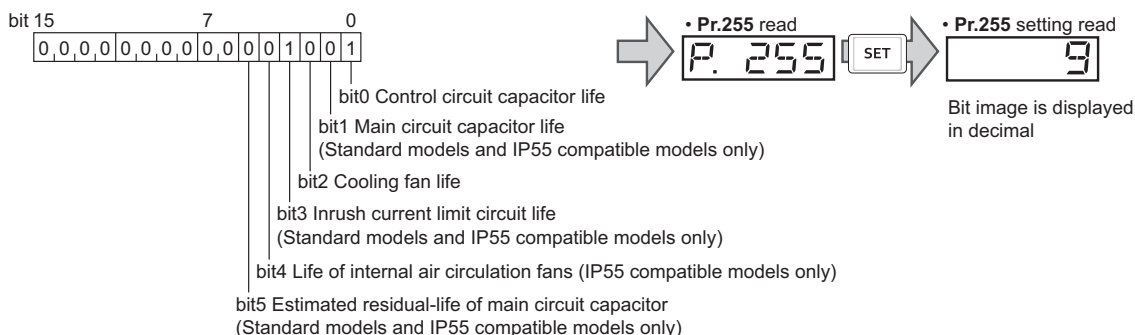 bit 15 7 0
0 0 0 0 0 0 0 0 0 0 0 0 1 0 0 1
bit0 Control circuit capacitor life
bit1 Main circuit capacitor life
(Standard models and IP55 compatible models only)
bit2 Cooling fan life
bit3 Inrush current limit circuit life
(Standard models and IP55 compatible models only)
bit4 Life of internal air circulation fans (IP55 compatible models only)
bit5 Estimated residual-life of main circuit capacitor
(Standard models and IP55 compatible models only)
• Pr.255 read
P. 255
SET
• Pr.255 setting read
9
Bit image is displayed
in decimal